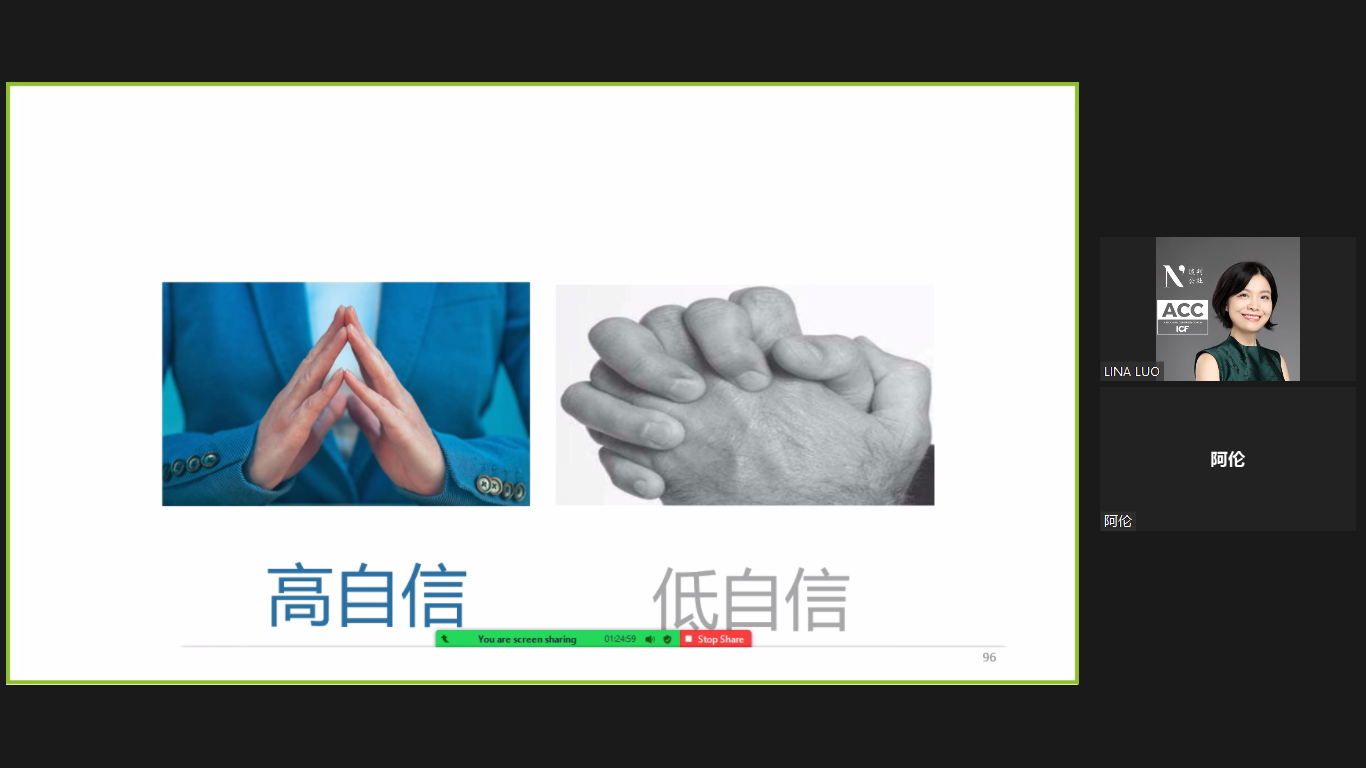 高自信
低自信
You are screen sharing
01:24:59
Stop Share
96
N
ACC
ICF
LINA LUO
阿伦
阿伦